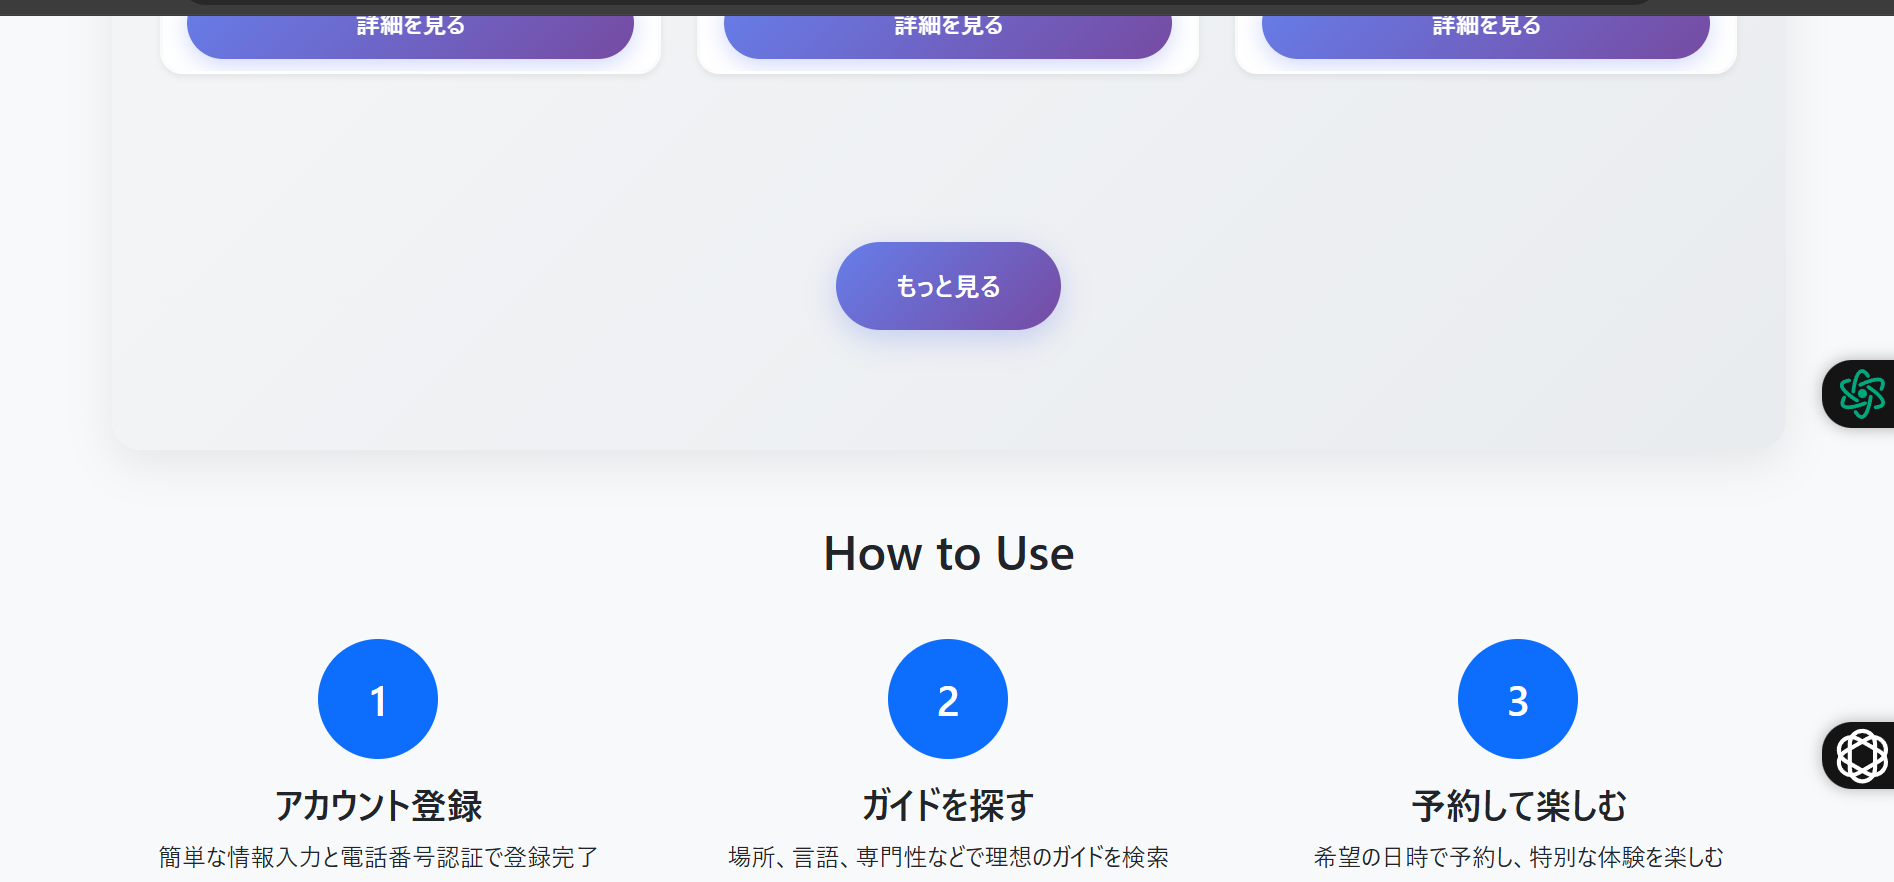 詳細を見る
詳細を見る
詳細を見る
もっと見る
How to Use
1
2
3
アカウント登録
ガイドを探す
予約して楽しむ
簡単な情報入力と電話番号認証で登録完了
場所、言語、専門性などで理想のガイドを検索
希望の日時で予約し、特別な体験を楽しむ